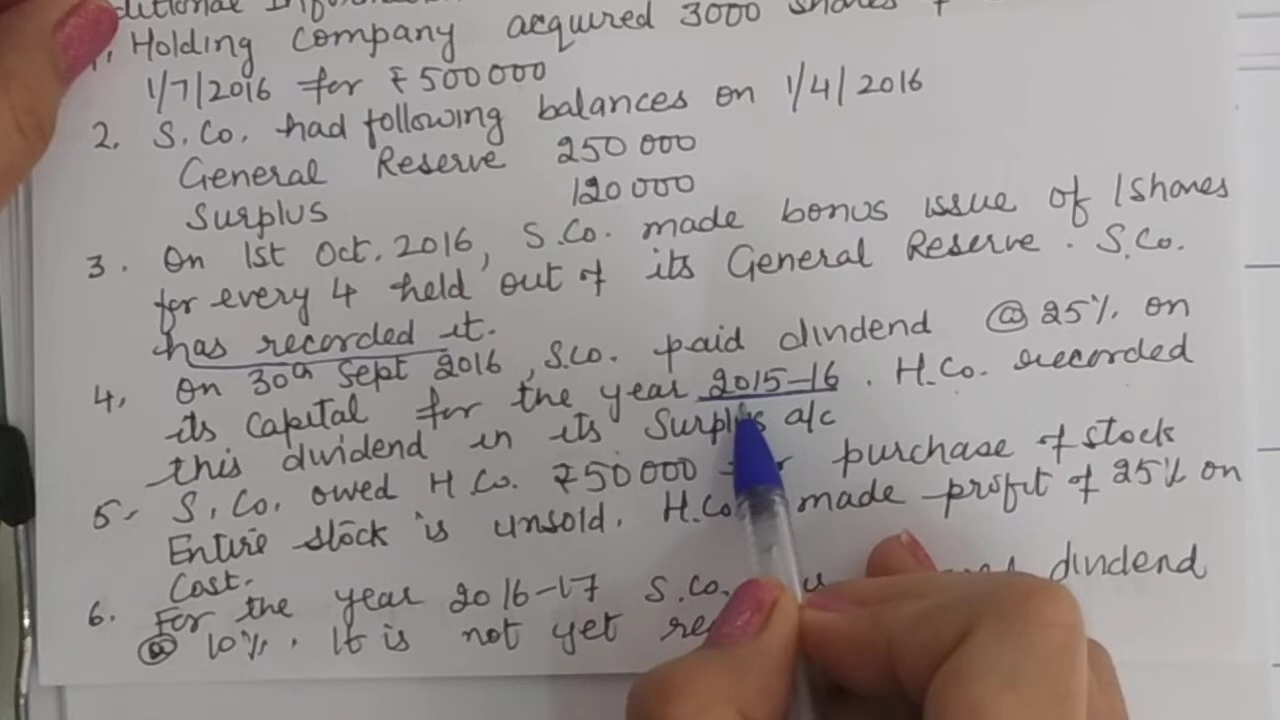 1. Holding Company acquired 3000 shares
1/7/2016 for ₹500000
2. S.Co. had following balances on 1/4/2016
General Reserve 250 000
Surplus 120 000
3. On 1st Oct. 2016, S.Co. made bonus issue of 1 shares
for every 4 held out of its General Reserve. S.Co.
has recorded it.
4. On 30th Sept 2016, S.Co. paid dividend @ 25% on
its Capital for the year 2015-16. H.Co. recorded
this dividend in its Surplus a/c
5. S.Co. owed H.Co. ₹50000 purchase of stock
Entire stock is unsold. H.Co. made profit of 25% on
Cost.
6. For the year 2016-17 S.Co. dividend
@ 10%. It is not yet